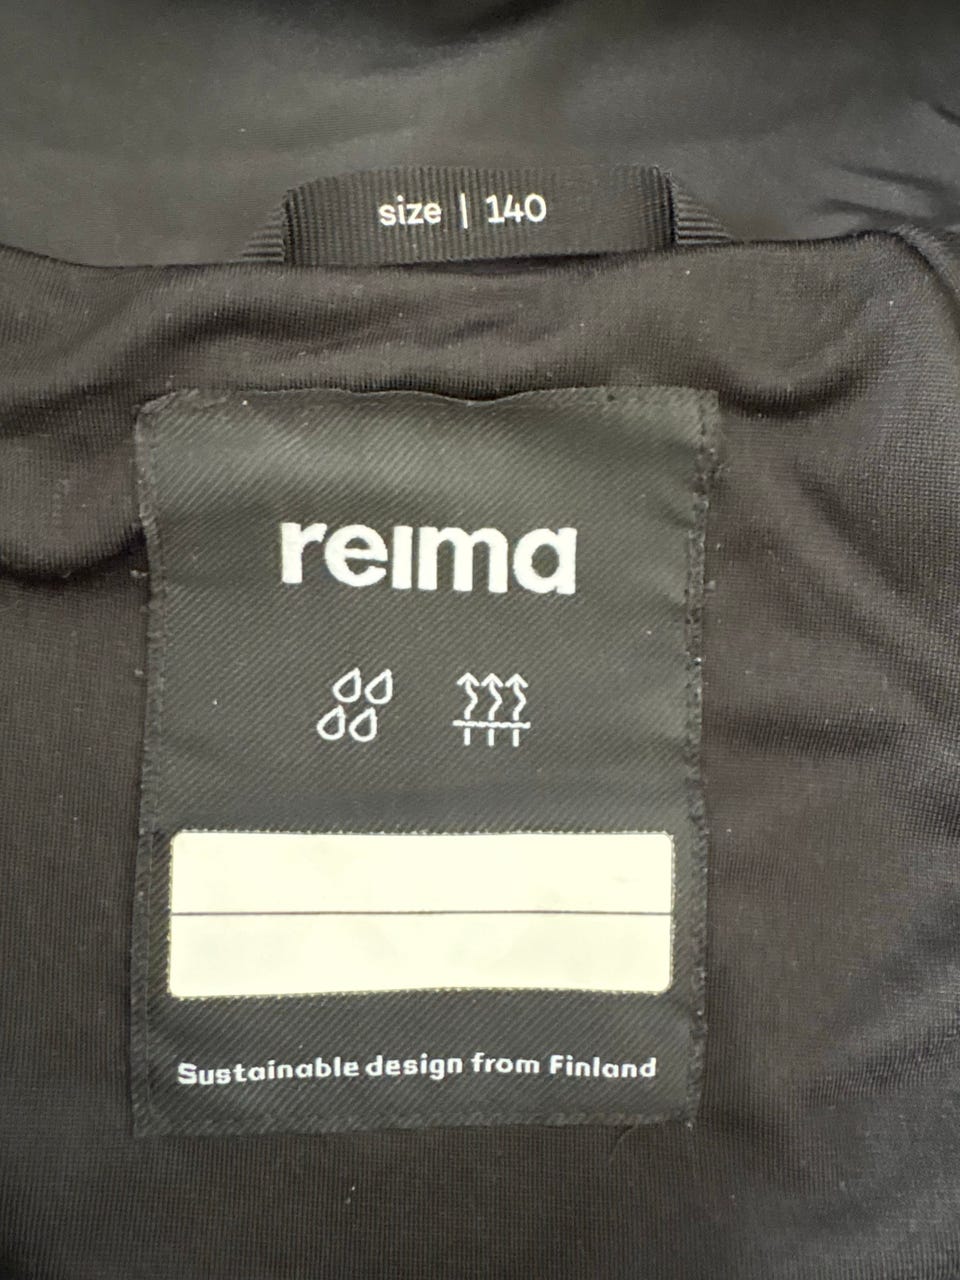 size | 140
reima
Sustainable design from Finland